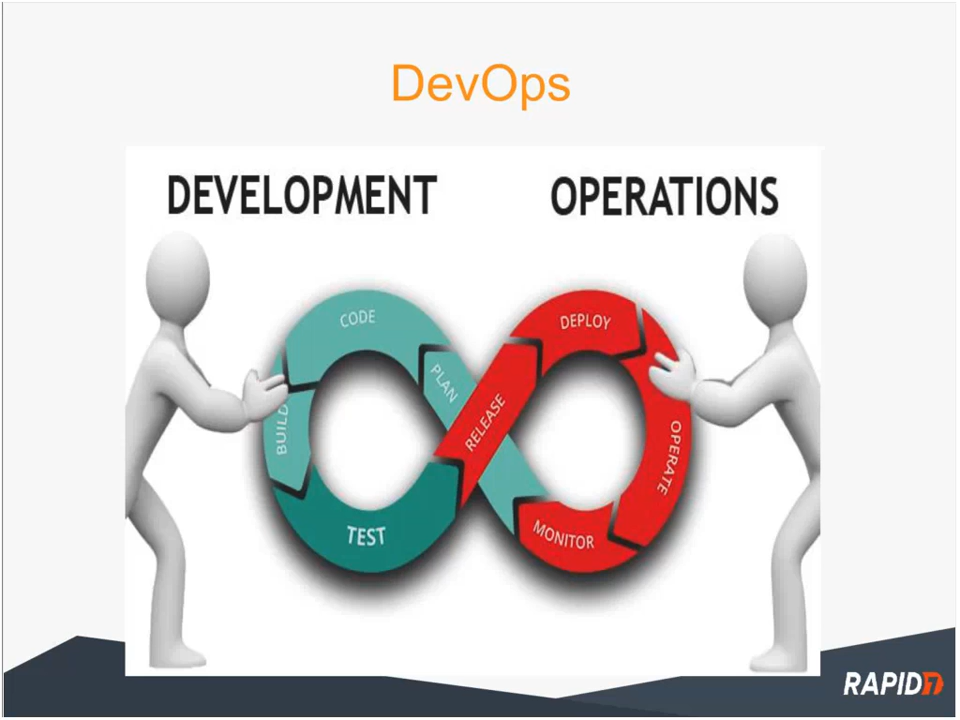 DevOps
DEVELOPMENT
OPERATIONS
CODE
DEPLOY
PLAN
RELEASE
BUILD
OPERATE
TEST
MONITOR
RAPID7